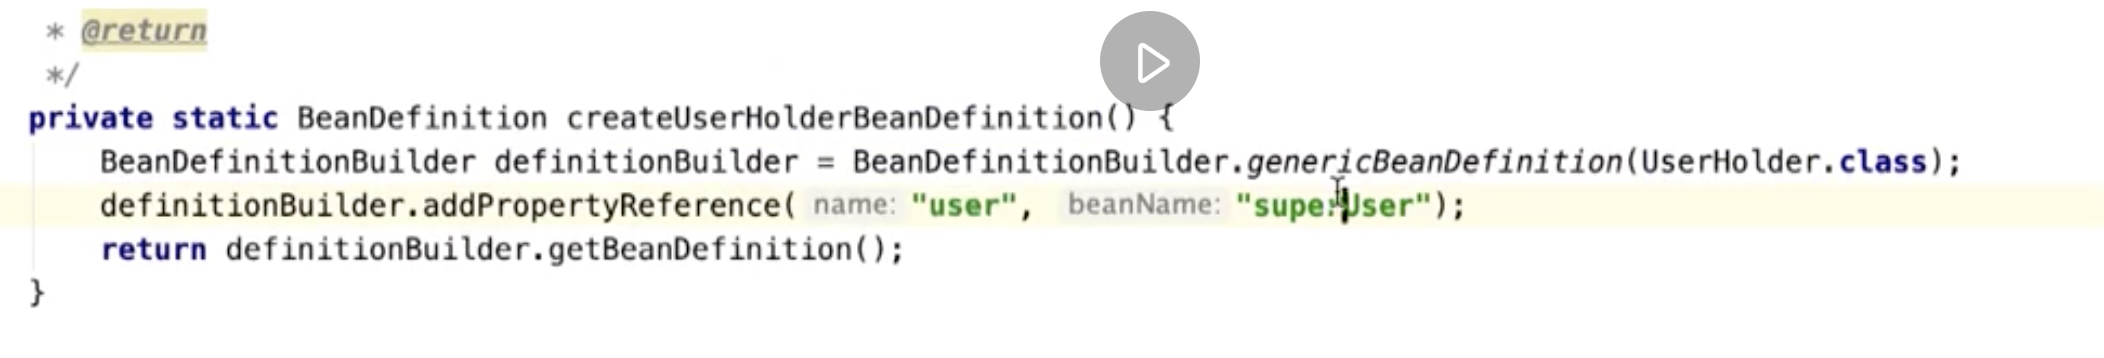 * @return
*/
private static BeanDefinition createUserHolderBeanDefinition() {
BeanDefinitionBuilder definitionBuilder = BeanDefinitionBuilder.genericBeanDefinition(UserHolder.class);
definitionBuilder.addPropertyReference( name: "user", beanName: "superUser");
return definitionBuilder.getBeanDefinition();
}